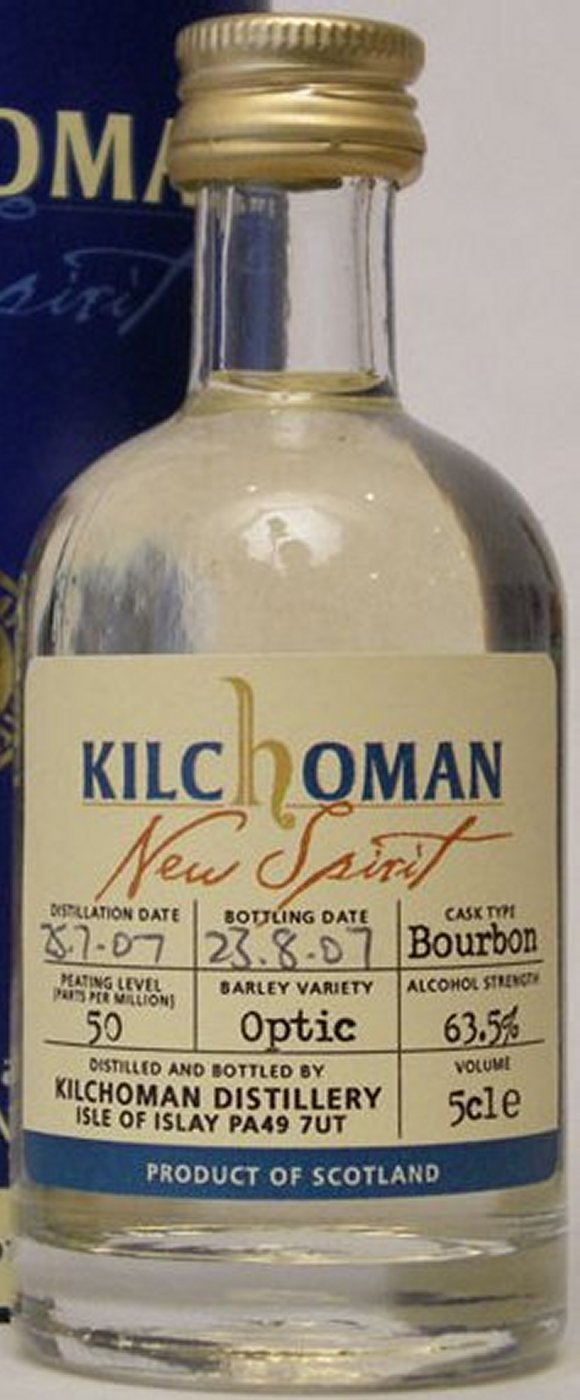 OMA
Spirit
KILCHOMAN
New Spirit
DISTILLATION DATE
BOTTLING DATE
CASK TYPE
7-07
23.8.07
Bourbon
PEATING LEVEL
(PARTS PER MILLION)
BARLEY VARIETY
ALCOHOL STRENGTH
50
Optic
63.5%
DISTILLED AND BOTTLED BY
KILCHOMAN DISTILLERY
ISLE OF ISLAY PA49 7UT
VOLUME
5cl e
PRODUCT OF SCOTLAND